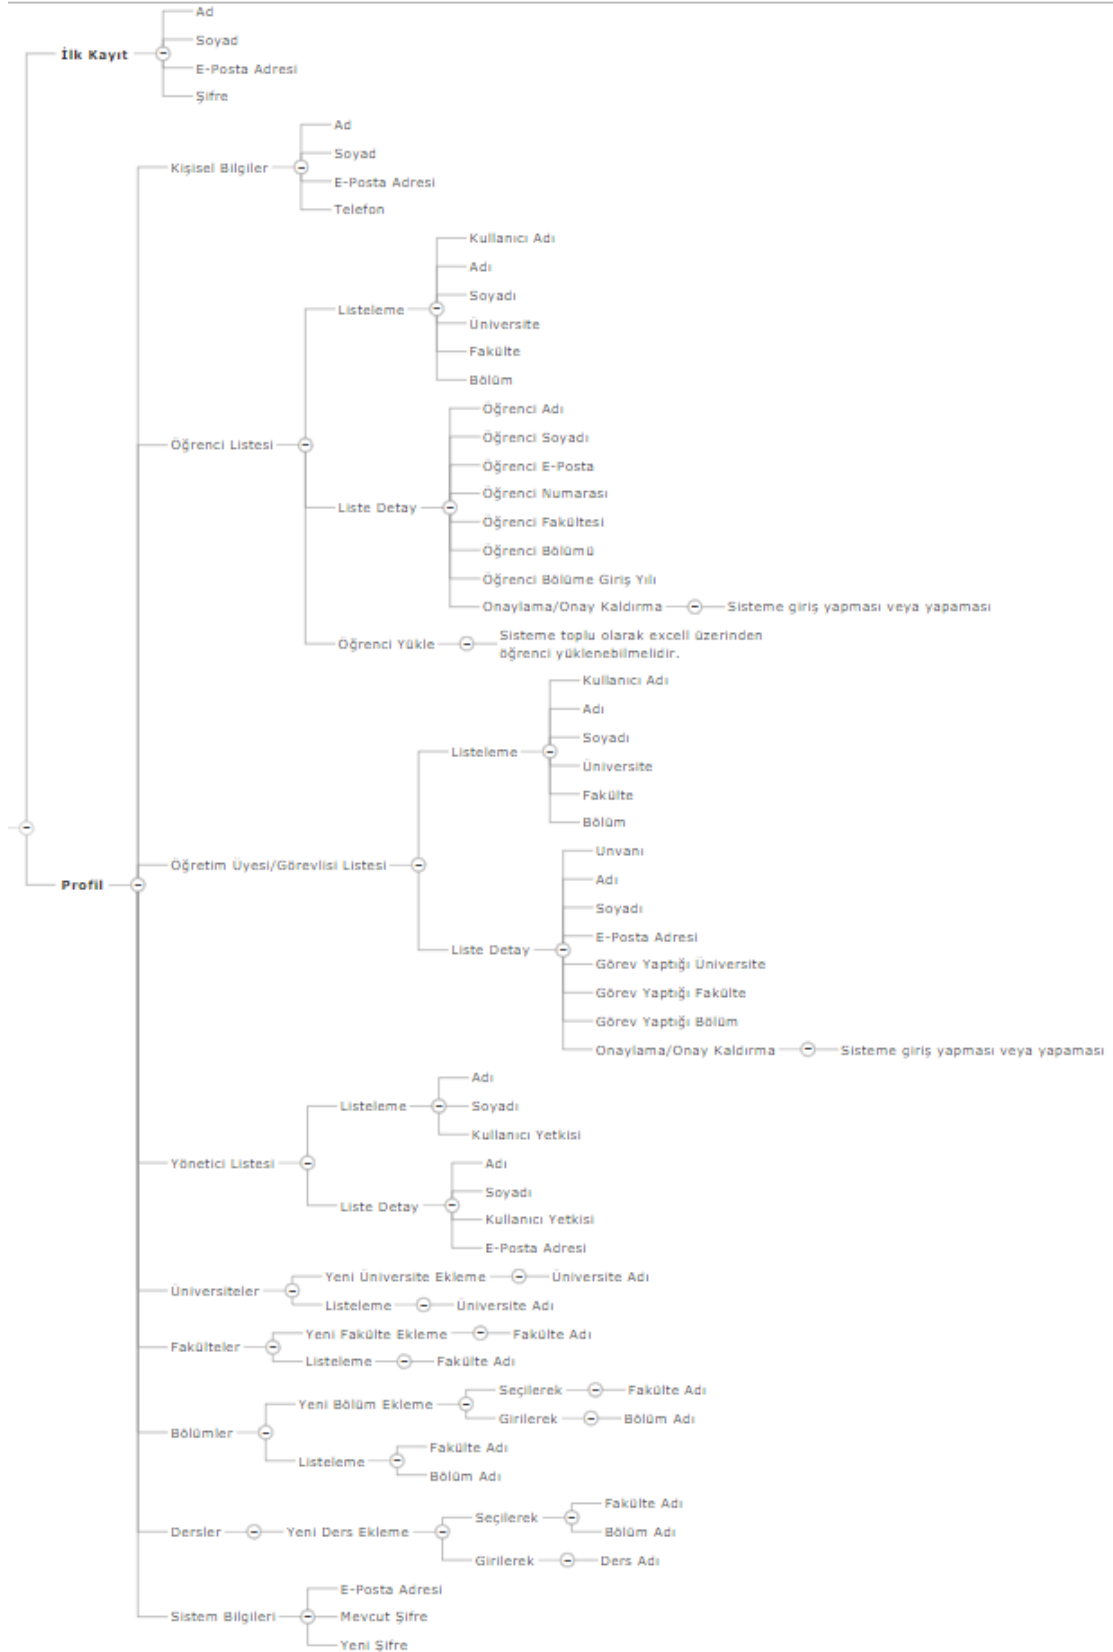 Ad
Soyad
İlk Kayıt
E-Posta Adresi
Şifre
Ad
Soyad
Kişisel Bilgiler
E-Posta Adresi
Telefon
Kullanıcı Adı
Adı
Soyadı
Listeleme
Üniversite
Fakülte
Bölüm
Öğrenci Adı
Öğrenci Soyadı
Öğrenci Listesi
Öğrenci E-Posta
Öğrenci Numarası
Liste Detay
Öğrenci Fakültesi
Öğrenci Bölümü
Öğrenci Bölüme Giriş Yılı
Onaylama/Onay Kaldırma
Sisteme giriş yapması veya yapaması
Öğrenci Yükle
Sisteme toplu olarak excell üzerinden
öğrenci yüklenebilmelidir.
Kullanıcı Adı
Adı
Soyadı
Listeleme
Üniversite
Fakülte
Bölüm
Öğretim Üyesi/Görevlisi Listesi
Profil
Unvanı
Adı
Soyadı
E-Posta Adresi
Liste Detay
Görev Yaptığı Üniversite
Görev Yaptığı Fakülte
Görev Yaptığı Bölüm
Onaylama/Onay Kaldırma
Sisteme giriş yapması veya yapaması
Adı
Listeleme
Soyadı
Kullanıcı Yetkisi
Yönetici Listesi
Adı
Soyadı
Liste Detay
Kullanıcı Yetkisi
E-Posta Adresi
Yeni Üniversite Ekleme
Üniversite Adı
Üniversiteler
Listeleme
Üniversite Adı
Yeni Fakülte Ekleme
Fakülte Adı
Fakülteler
Listeleme
Fakülte Adı
Seçilerek
Fakülte Adı
Yeni Bölüm Ekleme
Girilerek
Bölüm Adı
Bölümler
Fakülte Adı
Listeleme
Bölüm Adı
Fakülte Adı
Seçilerek
Bölüm Adı
Dersler
Yeni Ders Ekleme
Girilerek
Ders Adı
E-Posta Adresi
Sistem Bilgileri
Mevcut Şifre
Yeni Şifre